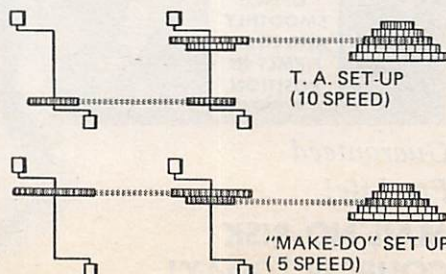 T. A. SET-UP
(10 SPEED)
"MAKE-DO" SET UP
( 5 SPEED)